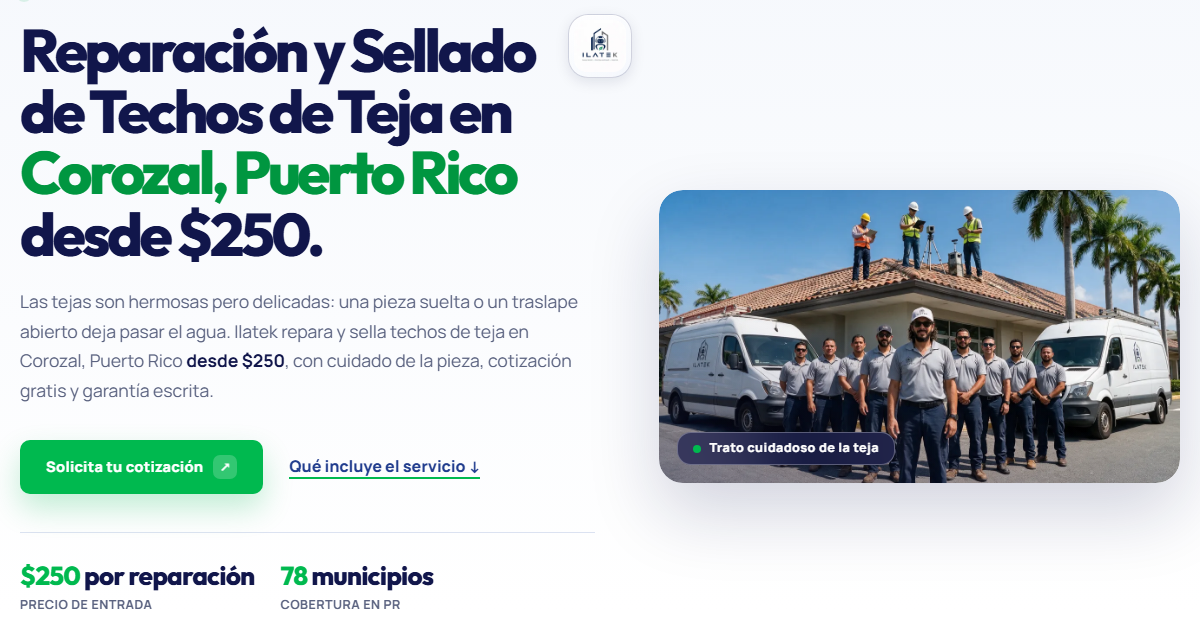 Reparación y Sellado
ILATEK
de Techos de Teja en
Corozal, Puerto Rico
desde $250.
Las tejas son hermosas pero delicadas: una pieza suelta o un traslape
abierto deja pasar el agua. Ilatek repara y sella techos de teja en
Corozal, Puerto Rico desde $250, con cuidado de la pieza, cotización
gratis y garantía escrita.
ILATEK
ILATEK
Trato cuidadoso de la teja
Solicita tu cotización ↗
Qué incluye el servicio ↓
$250 por reparación
PRECIO DE ENTRADA
78 municipios
COBERTURA EN PR